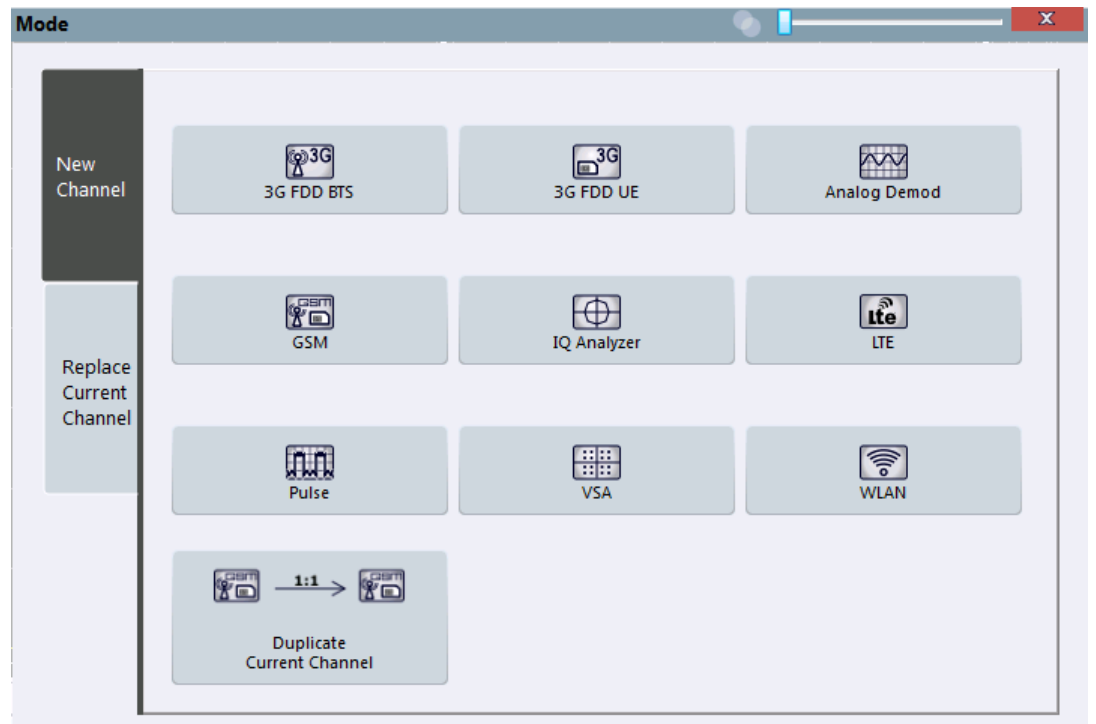 Mode
X
New
Channel
Replace
Current
Channel
3G
3G FDD BTS
3G
3G FDD UE
Analog Demod
GSM
GSM
IQ Analyzer
Lte
LTE
Pulse
VSA
WLAN
GSM 1:1 GSM
Duplicate
Current Channel